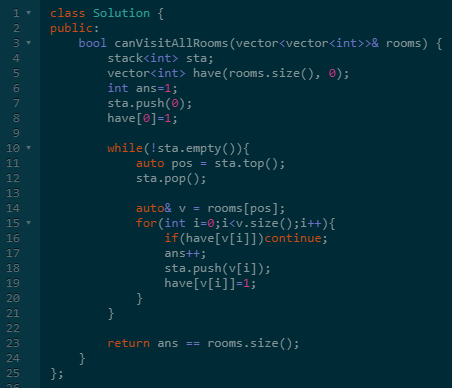 1 class Solution {
2 public:
3     bool canVisitAllRooms(vector<vector<int>>& rooms) {
4         stack<int> sta;
5         vector<int> have(rooms.size(), 0);
6         int ans=1;
7         sta.push(0);
8         have[0]=1;
9
10         while(!sta.empty()){
11             auto pos = sta.top();
12             sta.pop();
13
14             auto& v = rooms[pos];
15             for(int i=0;i<v.size();i++){
16                 if(have[v[i]])continue;
17                 ans++;
18                 sta.push(v[i]);
19                 have[v[i]]=1;
20             }
21         }
22
23         return ans == rooms.size();
24     }
25 };